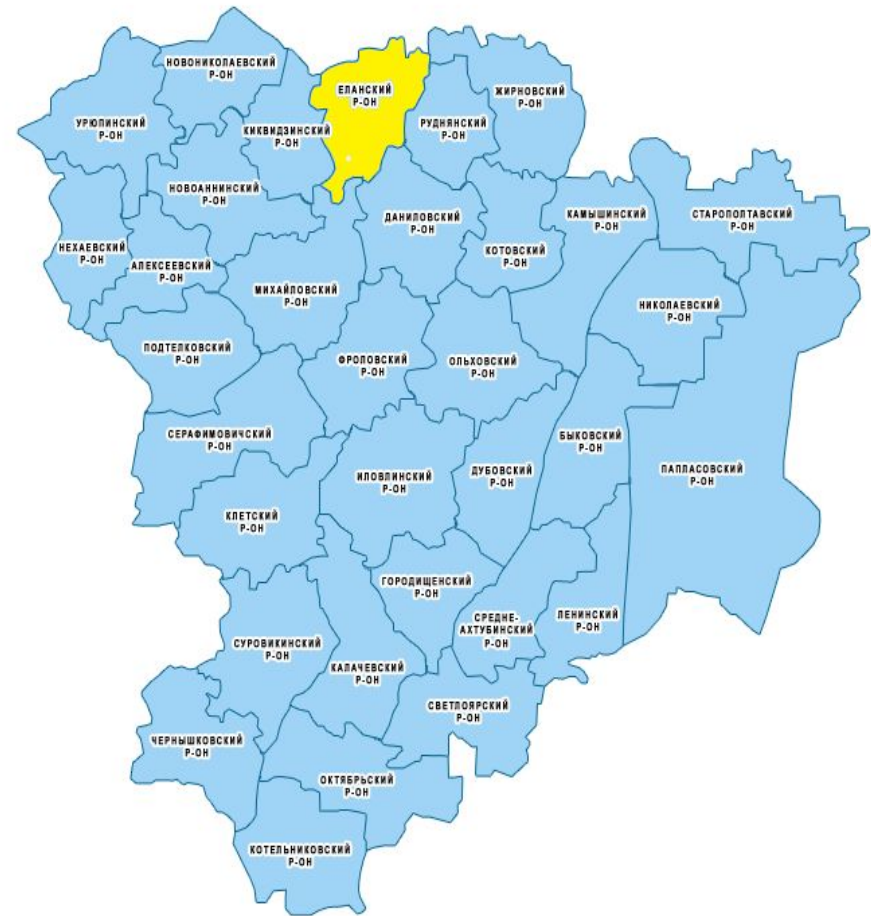 НОВОНИКОЛАЕВСКИЙ
Р-ОН
ЕЛАНСКИЙ
Р-ОН
ЖИРНОВСКИЙ
Р-ОН
УРЮПИНСКИЙ
Р-ОН
КИКВИДЗИНСКИЙ
Р-ОН
РУДНЯНСКИЙ
Р-ОН
НОВОАННИНСКИЙ
Р-ОН
ДАНИЛОВСКИЙ
Р-ОН
КАМЫШИНСКИЙ
Р-ОН
СТАРОПОЛТАВСКИЙ
Р-ОН
НЕХАЕВСКИЙ
Р-ОН
АЛЕКСЕЕВСКИЙ
Р-ОН
КОТОВСКИЙ
Р-ОН
МИХАЙЛОВСКИЙ
Р-ОН
НИКОЛАЕВСКИЙ
Р-ОН
ПОДТЕЛКОВСКИЙ
Р-ОН
ФРОЛОВСКИЙ
Р-ОН
ОЛЬХОВСКИЙ
Р-ОН
СЕРАФИМОВИЧСКИЙ
Р-ОН
БЫКОВСКИЙ
Р-ОН
ИЛОВЛИНСКИЙ
Р-ОН
ДУБОВСКИЙ
Р-ОН
ПАПЛАСОВСКИЙ
Р-ОН
КЛЕТСКИЙ
Р-ОН
ГОРОДИЩЕНСКИЙ
Р-ОН
СРЕДНЕ-
АХТУБИНСКИЙ
Р-ОН
ЛЕНИНСКИЙ
Р-ОН
СУРОВИКИНСКИЙ
Р-ОН
КАЛАЧЕВСКИЙ
Р-ОН
СВЕТЛОЯРСКИЙ
Р-ОН
ЧЕРНЫШКОВСКИЙ
Р-ОН
ОКТЯБРЬСКИЙ
Р-ОН
КОТЕЛЬНИКОВСКИЙ
Р-ОН